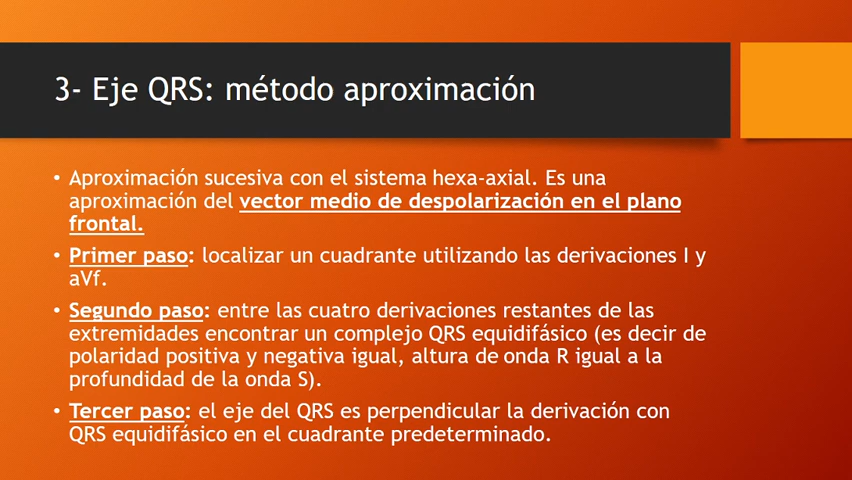 3- Eje QRS: método aproximación
• Aproximación sucesiva con el sistema hexa-axial. Es una
aproximación del vector medio de despolarización en el plano
frontal.
• Primer paso: localizar un cuadrante utilizando las derivaciones I y
aVf.
• Segundo paso: entre las cuatro derivaciones restantes de las
extremidades encontrar un complejo QRS equidifásico (es decir de
polaridad positiva y negativa igual, altura de onda R igual a la
profundidad de la onda S).
• Tercer paso: el eje del QRS es perpendicular la derivación con
QRS equidifásico en el cuadrante predeterminado.